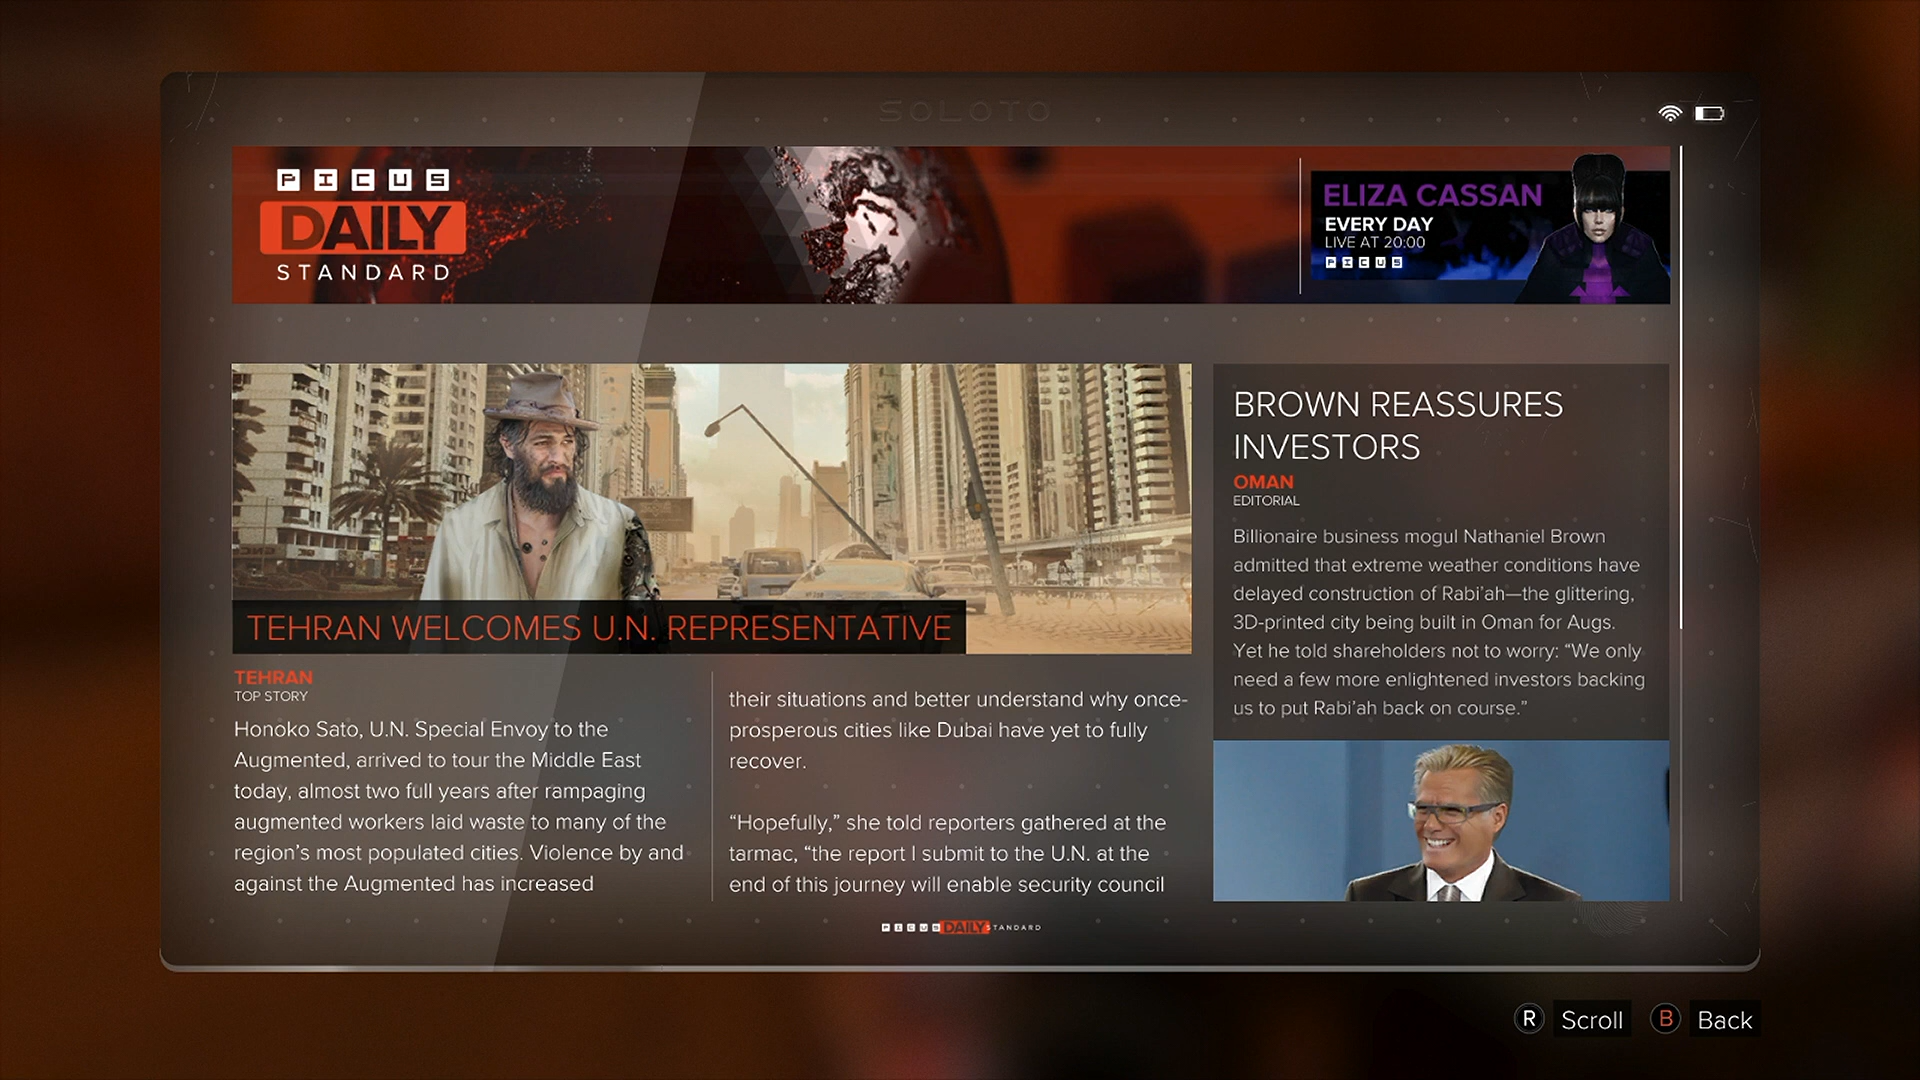 SOLOTO
PICUS
DAILY
STANDARD
ELIZA CASSAN
EVERY DAY
LIVE AT 20:00
PICUS
TEHRAN WELCOMES U.N. REPRESENTATIVE
TEHRAN
TOP STORY
Honoko Sato, U.N. Special Envoy to the
Augmented, arrived to tour the Middle East
today, almost two full years after rampaging
augmented workers laid waste to many of the
region's most populated cities. Violence by and
against the Augmented has increased
their situations and better understand why once-
prosperous cities like Dubai have yet to fully
recover.
“Hopefully,” she told reporters gathered at the
tarmac, “the report I submit to the U.N. at the
end of this journey will enable security council
BROWN REASSURES
INVESTORS
OMAN
EDITORIAL
Billionaire business mogul Nathaniel Brown
admitted that extreme weather conditions have
delayed construction of Rabi'ah—the glittering,
3D-printed city being built in Oman for Augs.
Yet he told shareholders not to worry: “We only
need a few more enlightened investors backing
us to put Rabi'ah back on course.”
PICUS DAILY STANDARD
R Scroll B Back